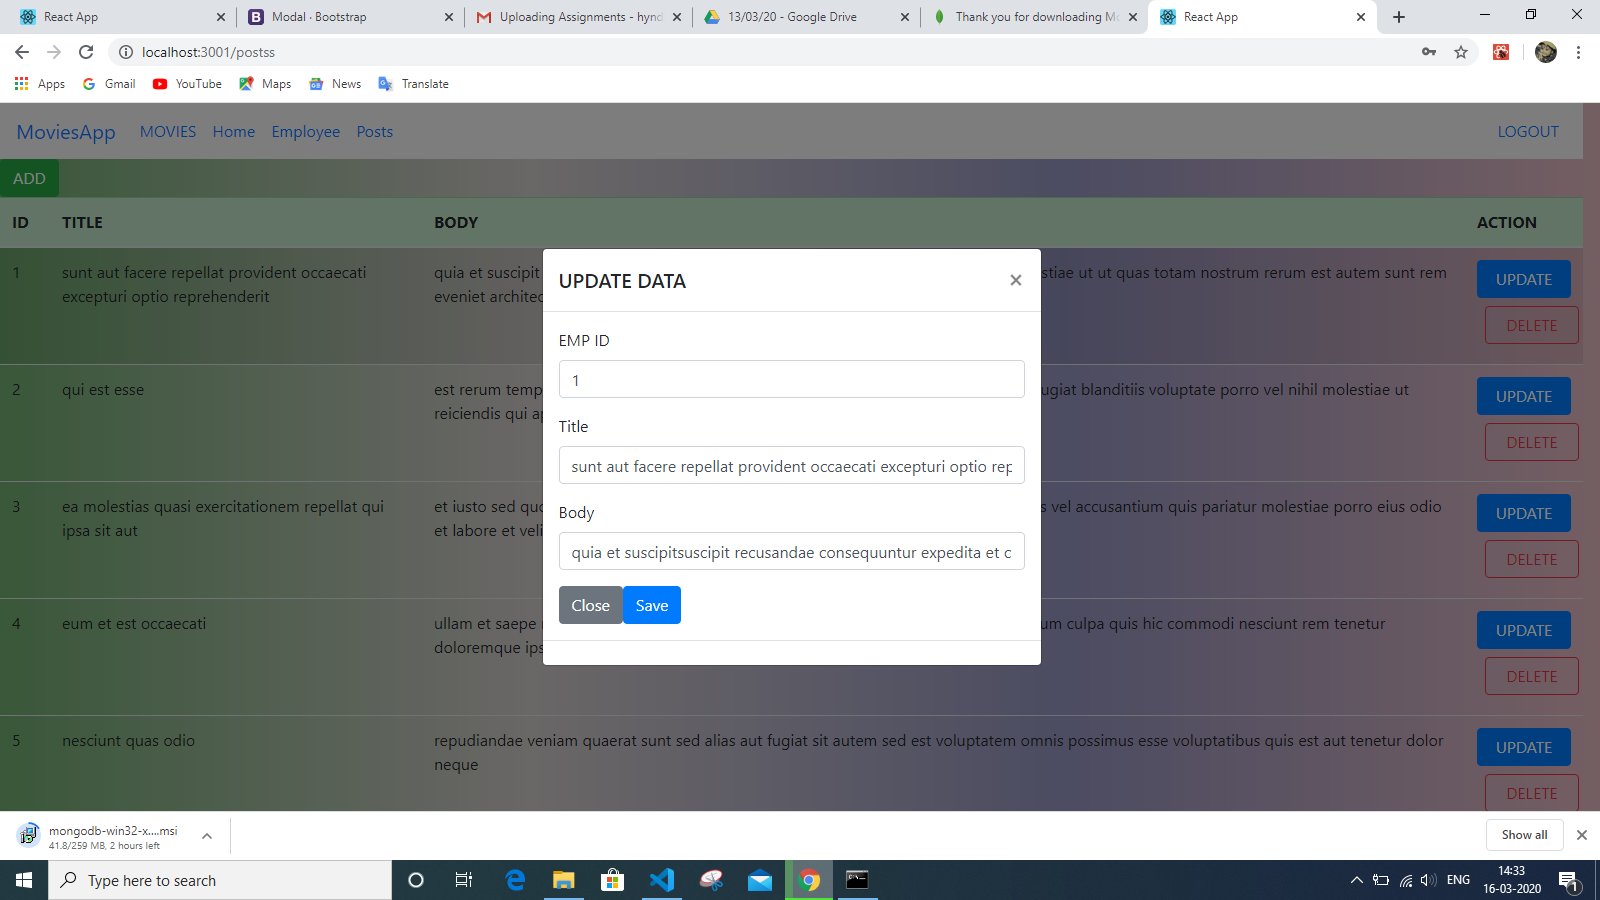 React App
Modal · Bootstrap
Uploading Assignments - hynd
13/03/20 - Google Drive
Thank you for downloading Mo
React App
localhost:3001/postss
Apps
Gmail
YouTube
Maps
News
Translate
MoviesApp
MOVIES
Home
Employee
Posts
LOGOUT
ADD
ID TITLE BODY ACTION
1 sunt aut facere repellat provident occaecati quia et suscipit stiae ut ut quas totam nostrum rerum est autem sunt rem UPDATE
excepturi optio reprehenderit eveniet architec
DELETE
2 qui est esse est rerum temp ugiat blanditiis voluptate porro vel nihil molestiae ut UPDATE
reiciendis qui ap
DELETE
3 ea molestias quasi exercitationem repellat qui et iusto sed quo s vel accusantium quis pariatur molestiae porro eius odio UPDATE
ipsa sit aut et labore et veli
DELETE
4 eum et est occaecati ullam et saepe um culpa quis hic commodi nesciunt rem tenetur UPDATE
doloremque ips
DELETE
5 nesciunt quas odio repudiandae veniam quaerat sunt sed alias aut fugiat sit autem sed est voluptatem omnis possimus esse voluptatibus quis est aut tenetur dolor UPDATE
neque
DELETE
UPDATE DATA ×
EMP ID
1
Title
sunt aut facere repellat provident occaecati excepturi optio rep
Body
quia et suscipitsuscipit recusandae consequuntur expedita et c
Close Save
mongodb-win32-x....msi
41.8/259 MB, 2 hours left
Show all
Type here to search
ENG
14:33
16-03-2020
1